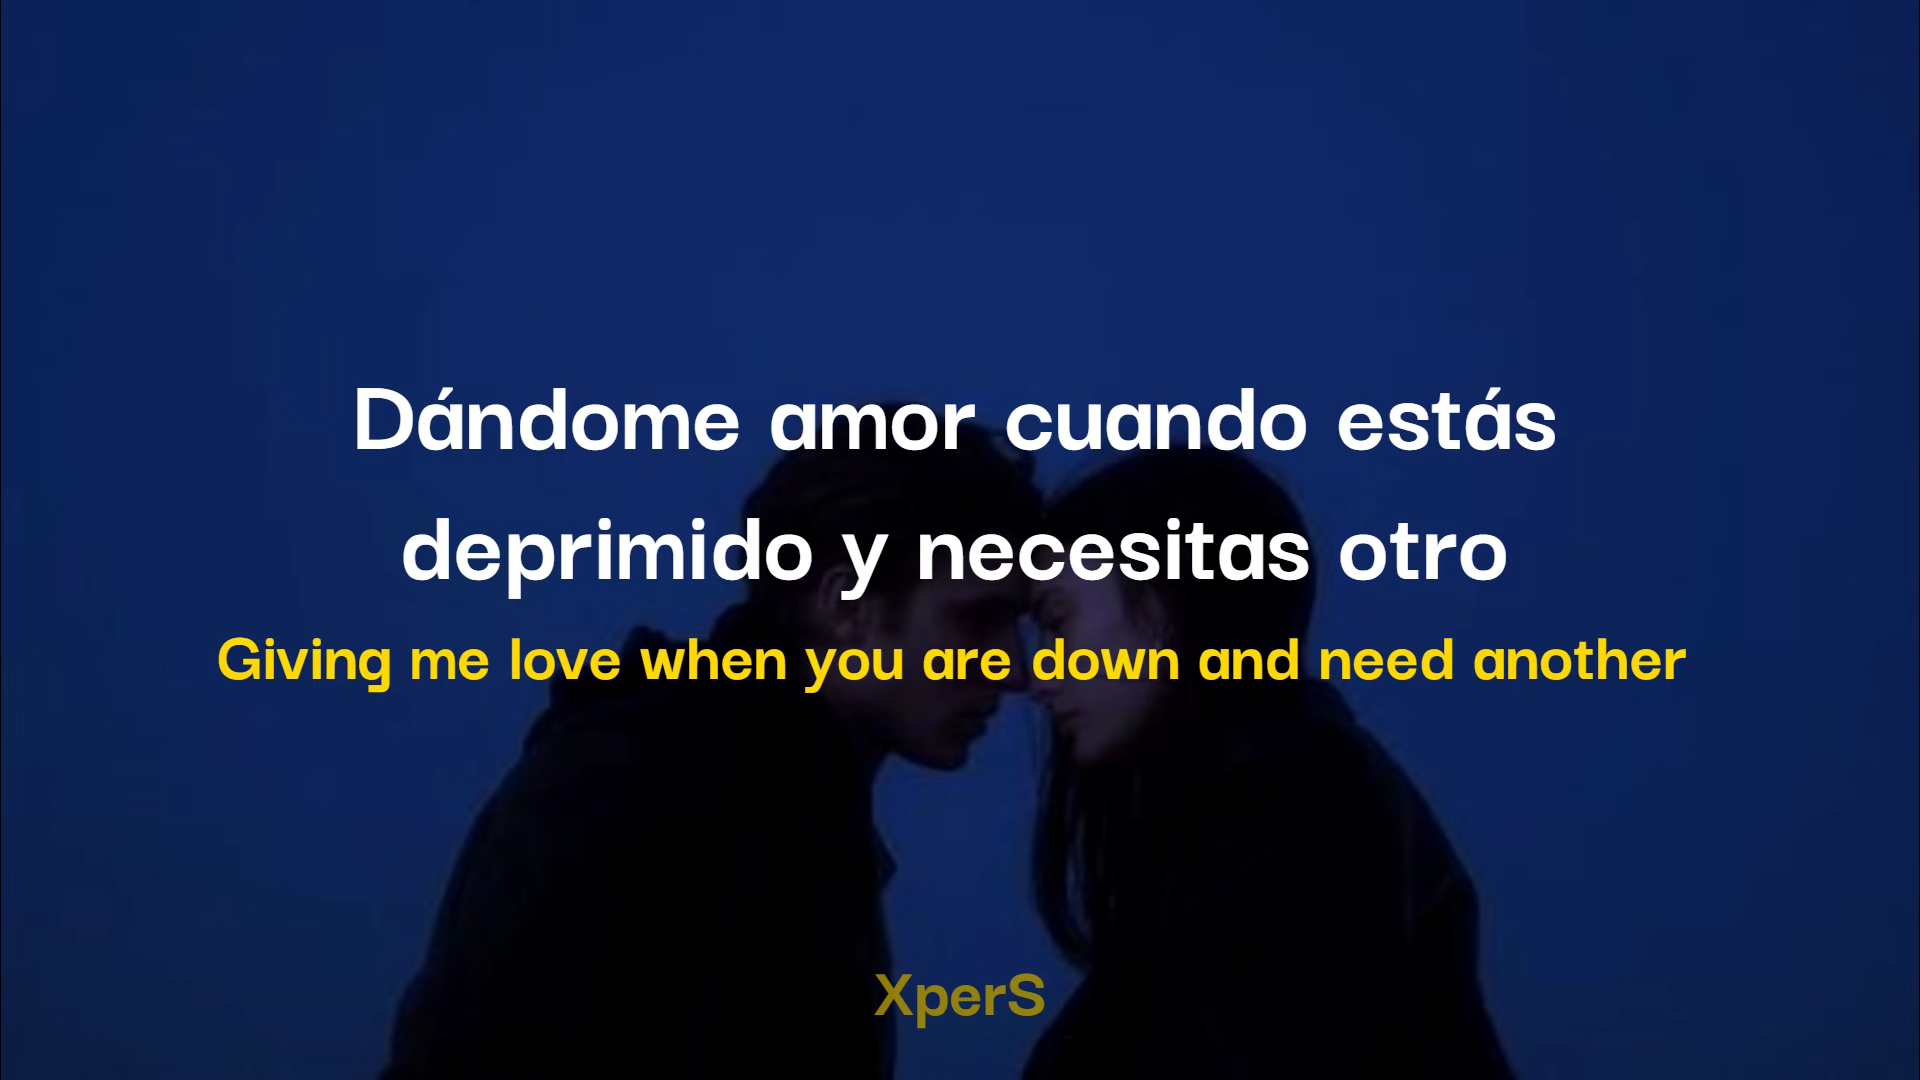 Dándome amor cuando estás
deprimido y necesitas otro
Giving me love when you are down and need another
XperS